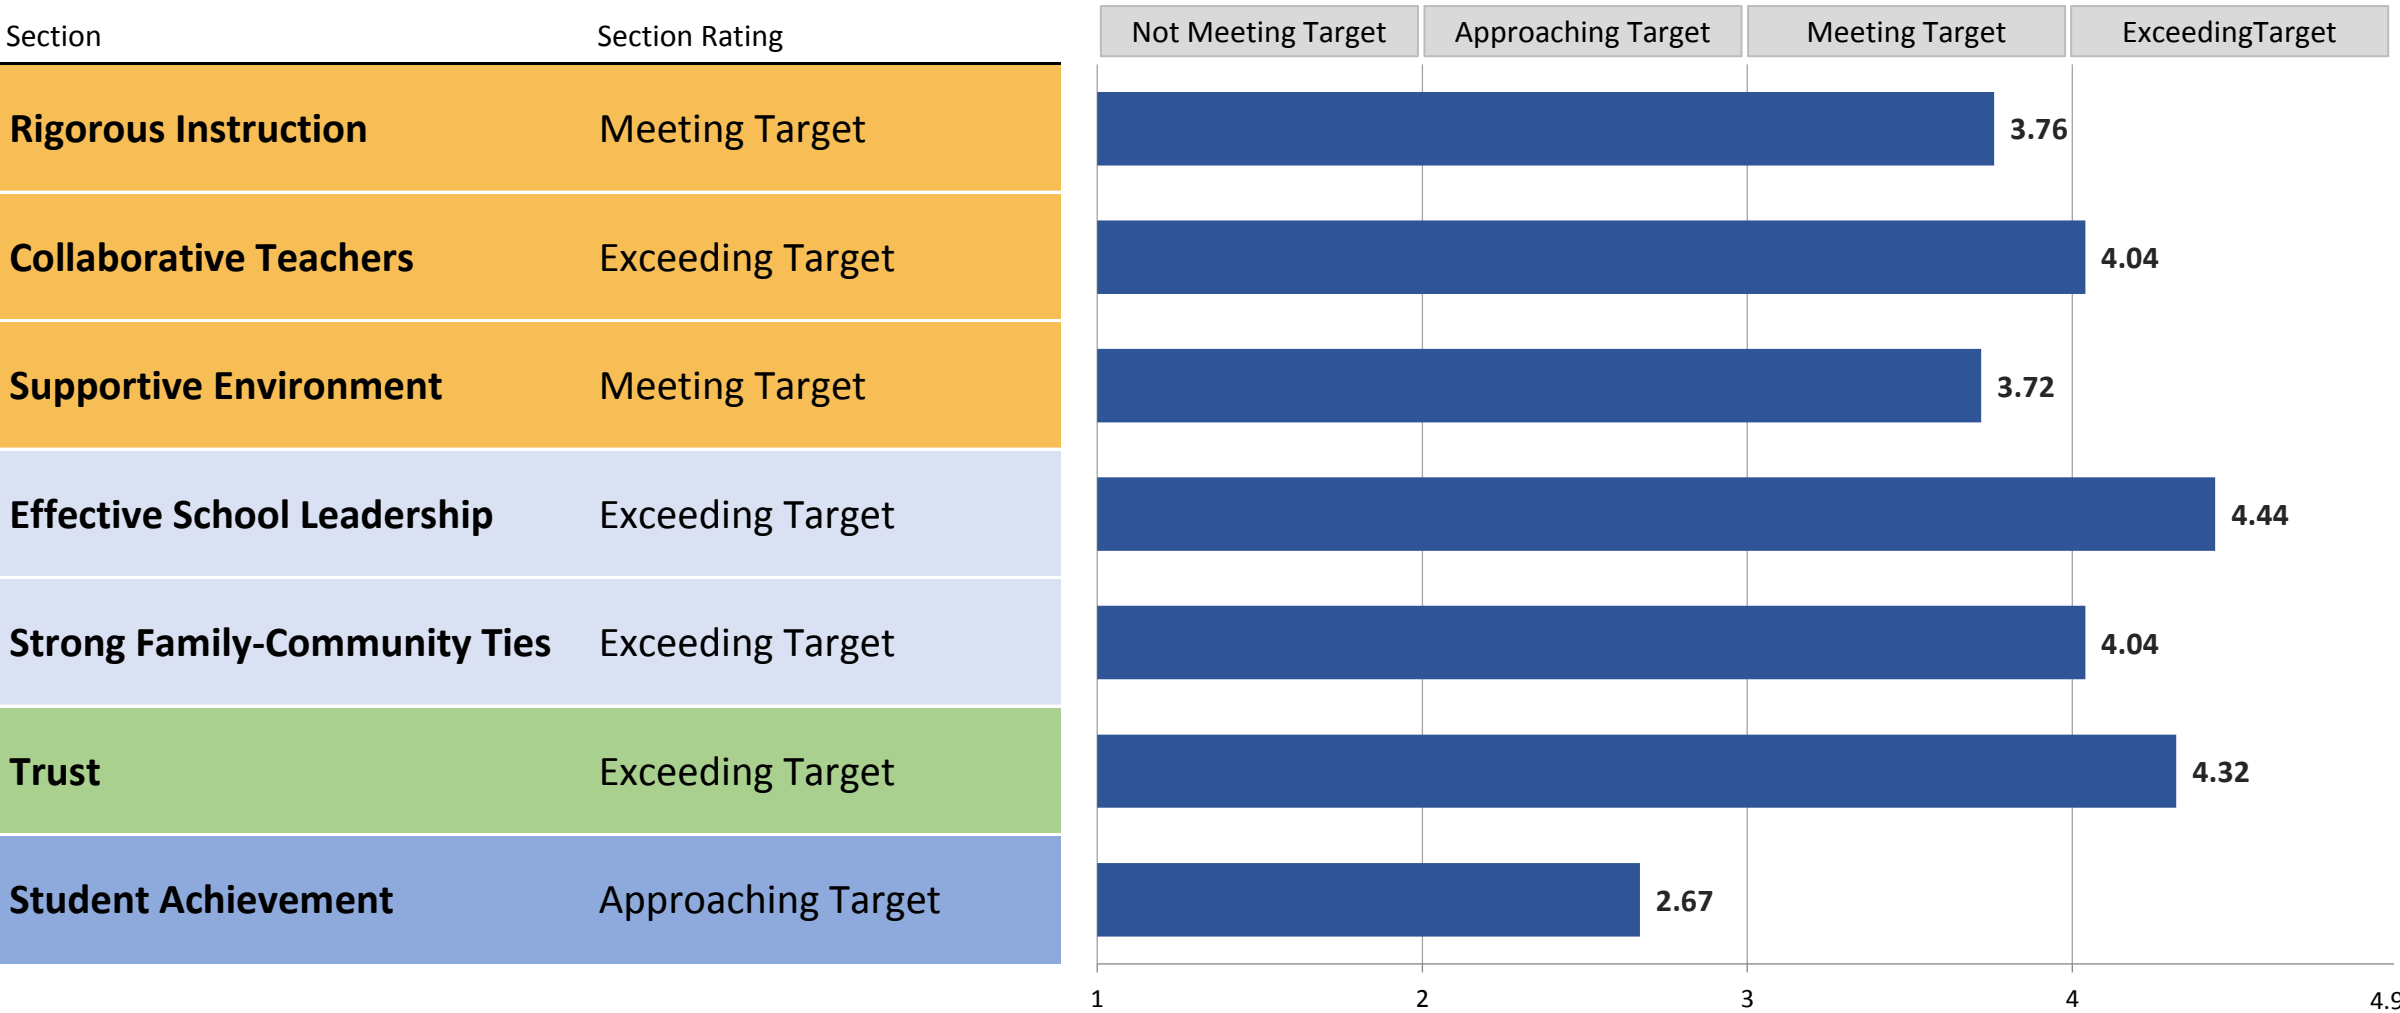 Section Section Rating Not Meeting Target Approaching Target Meeting Target ExceedingTarget
Rigorous Instruction Meeting Target 3.76
Collaborative Teachers Exceeding Target 4.04
Supportive Environment Meeting Target 3.72
Effective School Leadership Exceeding Target 4.44
Strong Family-Community Ties Exceeding Target 4.04
Trust Exceeding Target 4.32
Student Achievement Approaching Target 2.67
1 2 3 4 4.9